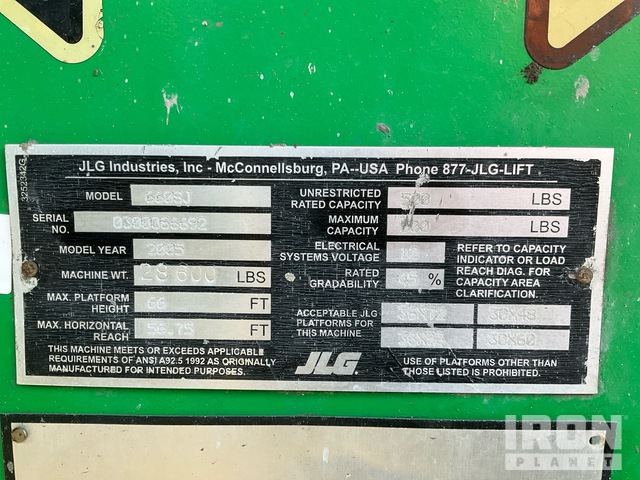 JLG Industries, Inc - McConnellsburg, PA--USA Phone 877-JLG-LIFT
3252342G
MODEL 660SJ
SERIAL NO.
MODEL YEAR 2005
MACHINE WT. 28 600 LBS
MAX. PLATFORM HEIGHT 66 FT
MAX. HORIZONTAL REACH 56.75 FT
THIS MACHINE MEETS OR EXCEEDS APPLICABLE
REQUIREMENTS OF ANSI A92.5 1992 AS ORIGINALLY
MANUFACTURED FOR INTENDED PURPOSES.
UNRESTRICTED RATED CAPACITY LBS
MAXIMUM CAPACITY LBS
ELECTRICAL SYSTEMS VOLTAGE 12
RATED GRADABILITY 45 %
REFER TO CAPACITY
INDICATOR OR LOAD
REACH DIAG. FOR
CAPACITY AREA
CLARIFICATION.
ACCEPTABLE JLG
PLATFORMS FOR
THIS MACHINE
36X72 30X48
30X60
JLG
USE OF PLATFORMS OTHER
THAN THOSE LISTED IS PROHIBITED.
IRON
PLANET